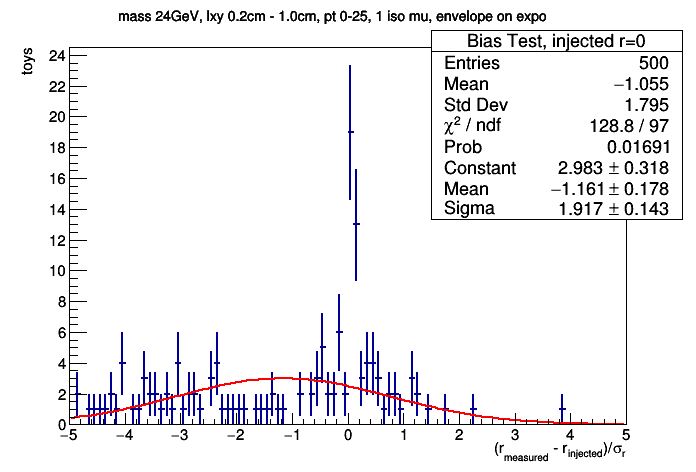 mass 24GeV, lxy 0.2cm - 1.0cm, pt 0-25, 1 iso mu, envelope on expo
Bias Test, injected r=0
Entries 500
Mean −1.055
Std Dev 1.795
χ² / ndf 128.8 / 97
Prob 0.01691
Constant 2.983 ± 0.318
Mean −1.161 ± 0.178
Sigma 1.917 ± 0.143
toys
24
22
20
18
16
14
12
10
8
6
4
2
0
−5 −4 −3 −2 −1 0 1 2 3 4 5
(r_measured - r_injected)/σ_r